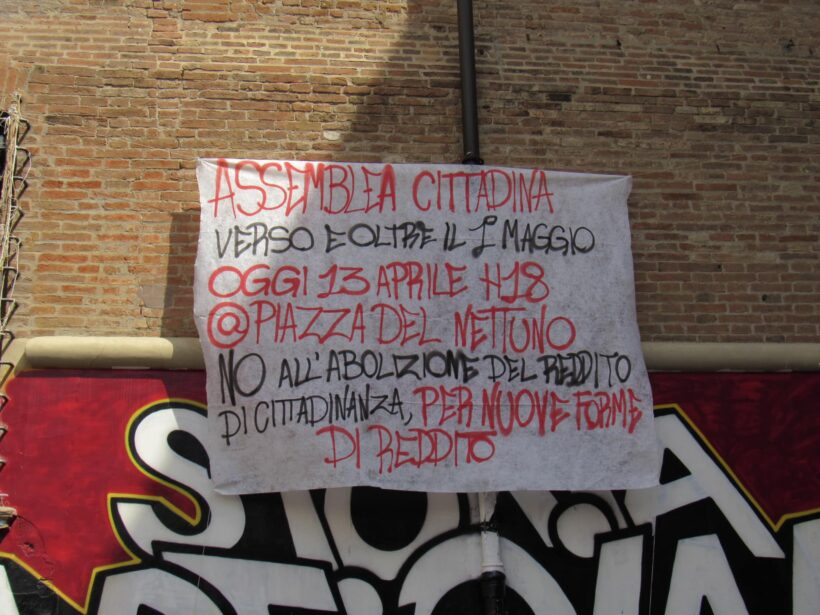 ASSEMBLEA CITTADINA
VERSO E OLTRE IL 1° MAGGIO
OGGI 13 APRILE H18
@PIAZZA DEL NETTUNO
NO ALL'ABOLIZIONE DEL REDDITO
DI CITTADINANZA, PER NUOVE FORME
DI REDDITO